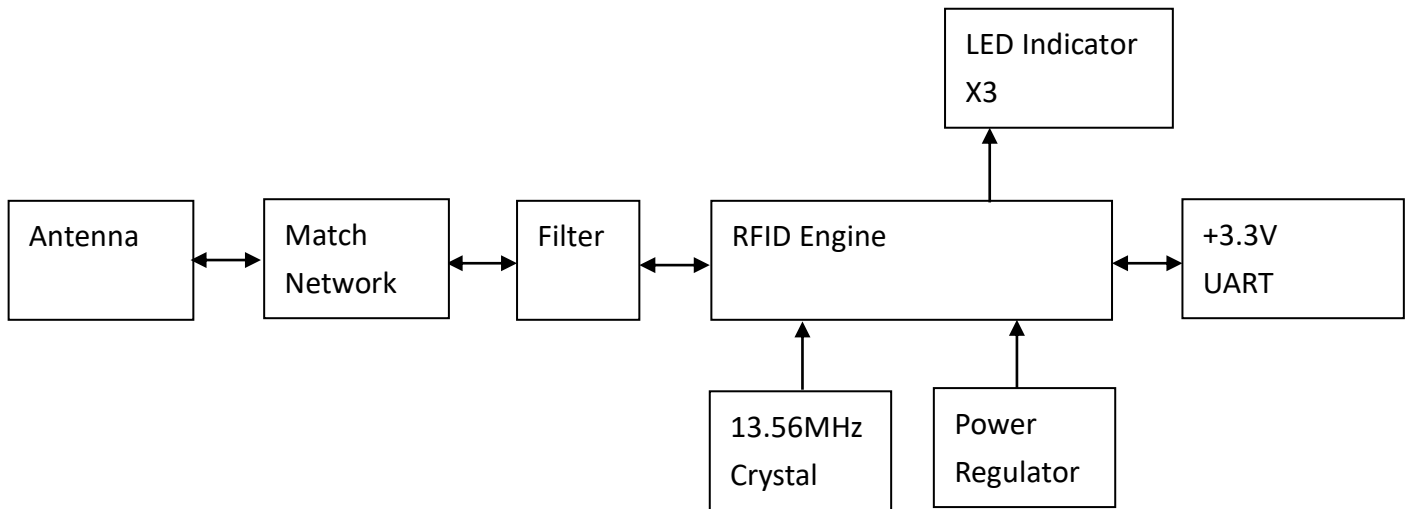 LED Indicator
X3
Antenna
Match
Network
Filter
RFID Engine
+3.3V
UART
13.56MHz
Crystal
Power
Regulator